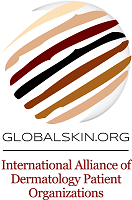 GLOBALSKIN.ORG
International Alliance of
Dermatology Patient
Organizations